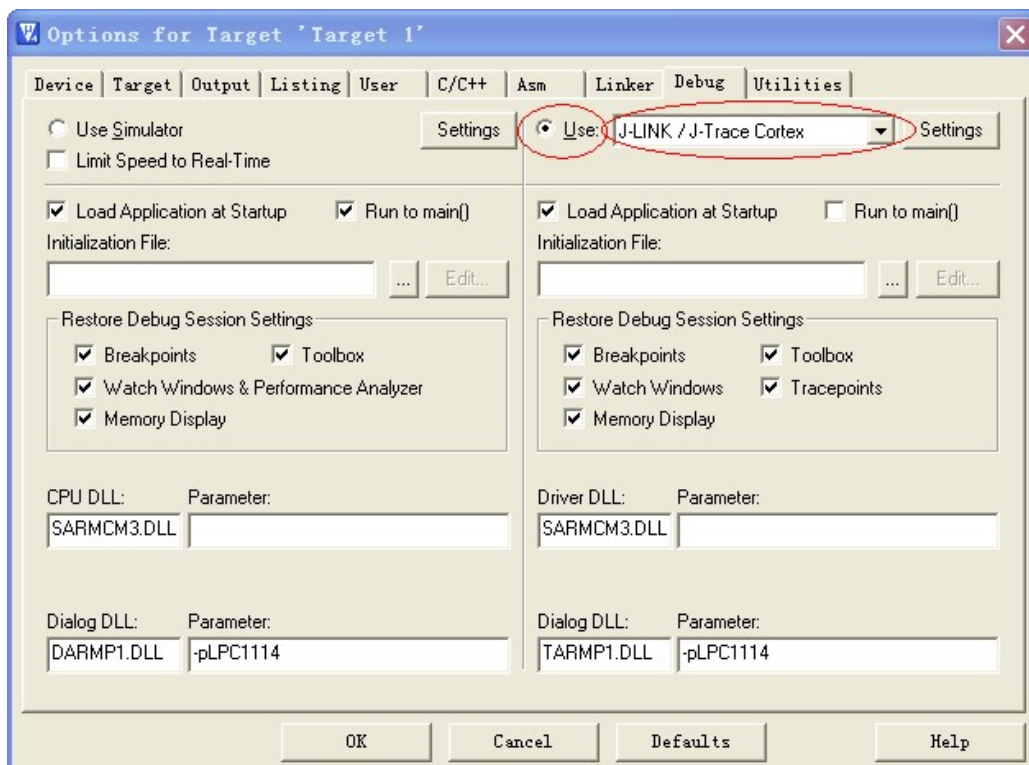 Options for Target 'Target 1'
Device Target Output Listing User C/C++ Asm Linker Debug Utilities
Use Simulator Settings Use: J-LINK / J-Trace Cortex Settings
Limit Speed to Real-Time
Load Application at Startup Run to main() Load Application at Startup Run to main()
Initialization File: Initialization File:
... Edit... ... Edit...
Restore Debug Session Settings Restore Debug Session Settings
Breakpoints Toolbox Breakpoints Toolbox
Watch Windows & Performance Analyzer Watch Windows Tracepoints
Memory Display Memory Display
CPU DLL: Parameter: Driver DLL: Parameter:
SARMCM3.DLL SARMCM3.DLL
Dialog DLL: Parameter: Dialog DLL: Parameter:
DARMP1.DLL -pLPC1114 TARMP1.DLL -pLPC1114
OK Cancel Defaults Help